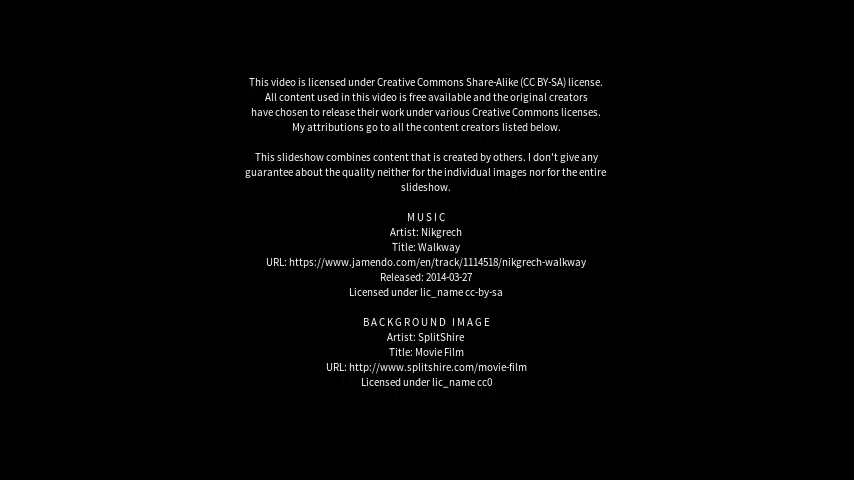 This video is licensed under Creative Commons Share-Alike (CC BY-SA) license.
All content used in this video is free available and the original creators
have chosen to release their work under various Creative Commons licenses.
My attributions go to all the content creators listed below.
This slideshow combines content that is created by others. I don't give any
guarantee about the quality neither for the individual images nor for the entire
slideshow.
MUSIC
Artist: Nikgrech
Title: Walkway
URL: https://www.jamendo.com/en/track/1114518/nikgrech-walkway
Released: 2014-03-27
Licensed under lic_name cc-by-sa
BACKGROUND IMAGE
Artist: SplitShire
Title: Movie Film
URL: http://www.splitshire.com/movie-film
Licensed under lic_name cc0